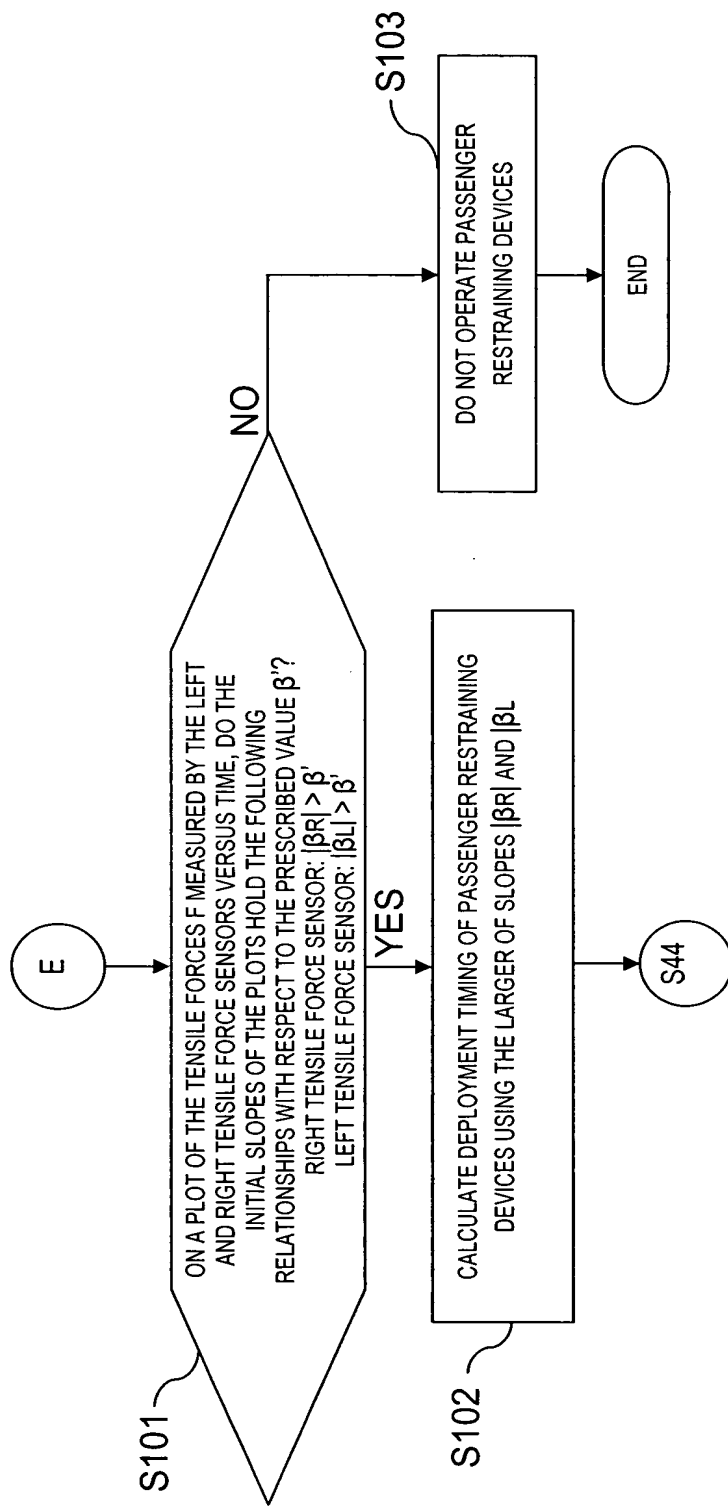 E
S101
ON A PLOT OF THE TENSILE FORCES F MEASURED BY THE LEFT
AND RIGHT TENSILE FORCE SENSORS VERSUS TIME, DO THE
INITIAL SLOPES OF THE PLOTS HOLD THE FOLLOWING
RELATIONSHIPS WITH RESPECT TO THE PRESCRIBED VALUE β'?
RIGHT TENSILE FORCE SENSOR: |βR| > β'
LEFT TENSILE FORCE SENSOR: |βL| > β'
NO
YES
S102
CALCULATE DEPLOYMENT TIMING OF PASSENGER RESTRAINING
DEVICES USING THE LARGER OF SLOPES |βR| AND |βL
S44
S103
DO NOT OPERATE PASSENGER
RESTRAINING DEVICES
END